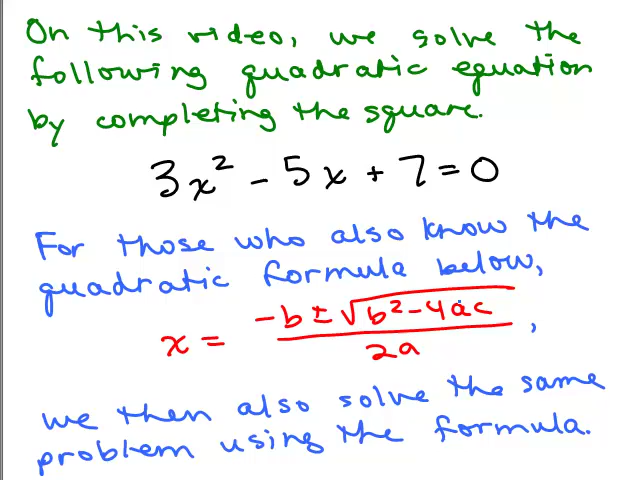 On this video, we solve the
following quadratic equation
by completing the square.
3x² - 5x + 7 = 0
For those who also know the
quadratic formula below,
x = (-b ± √(b² - 4ac)) / 2a ,
we then also solve the same
problem using the formula.